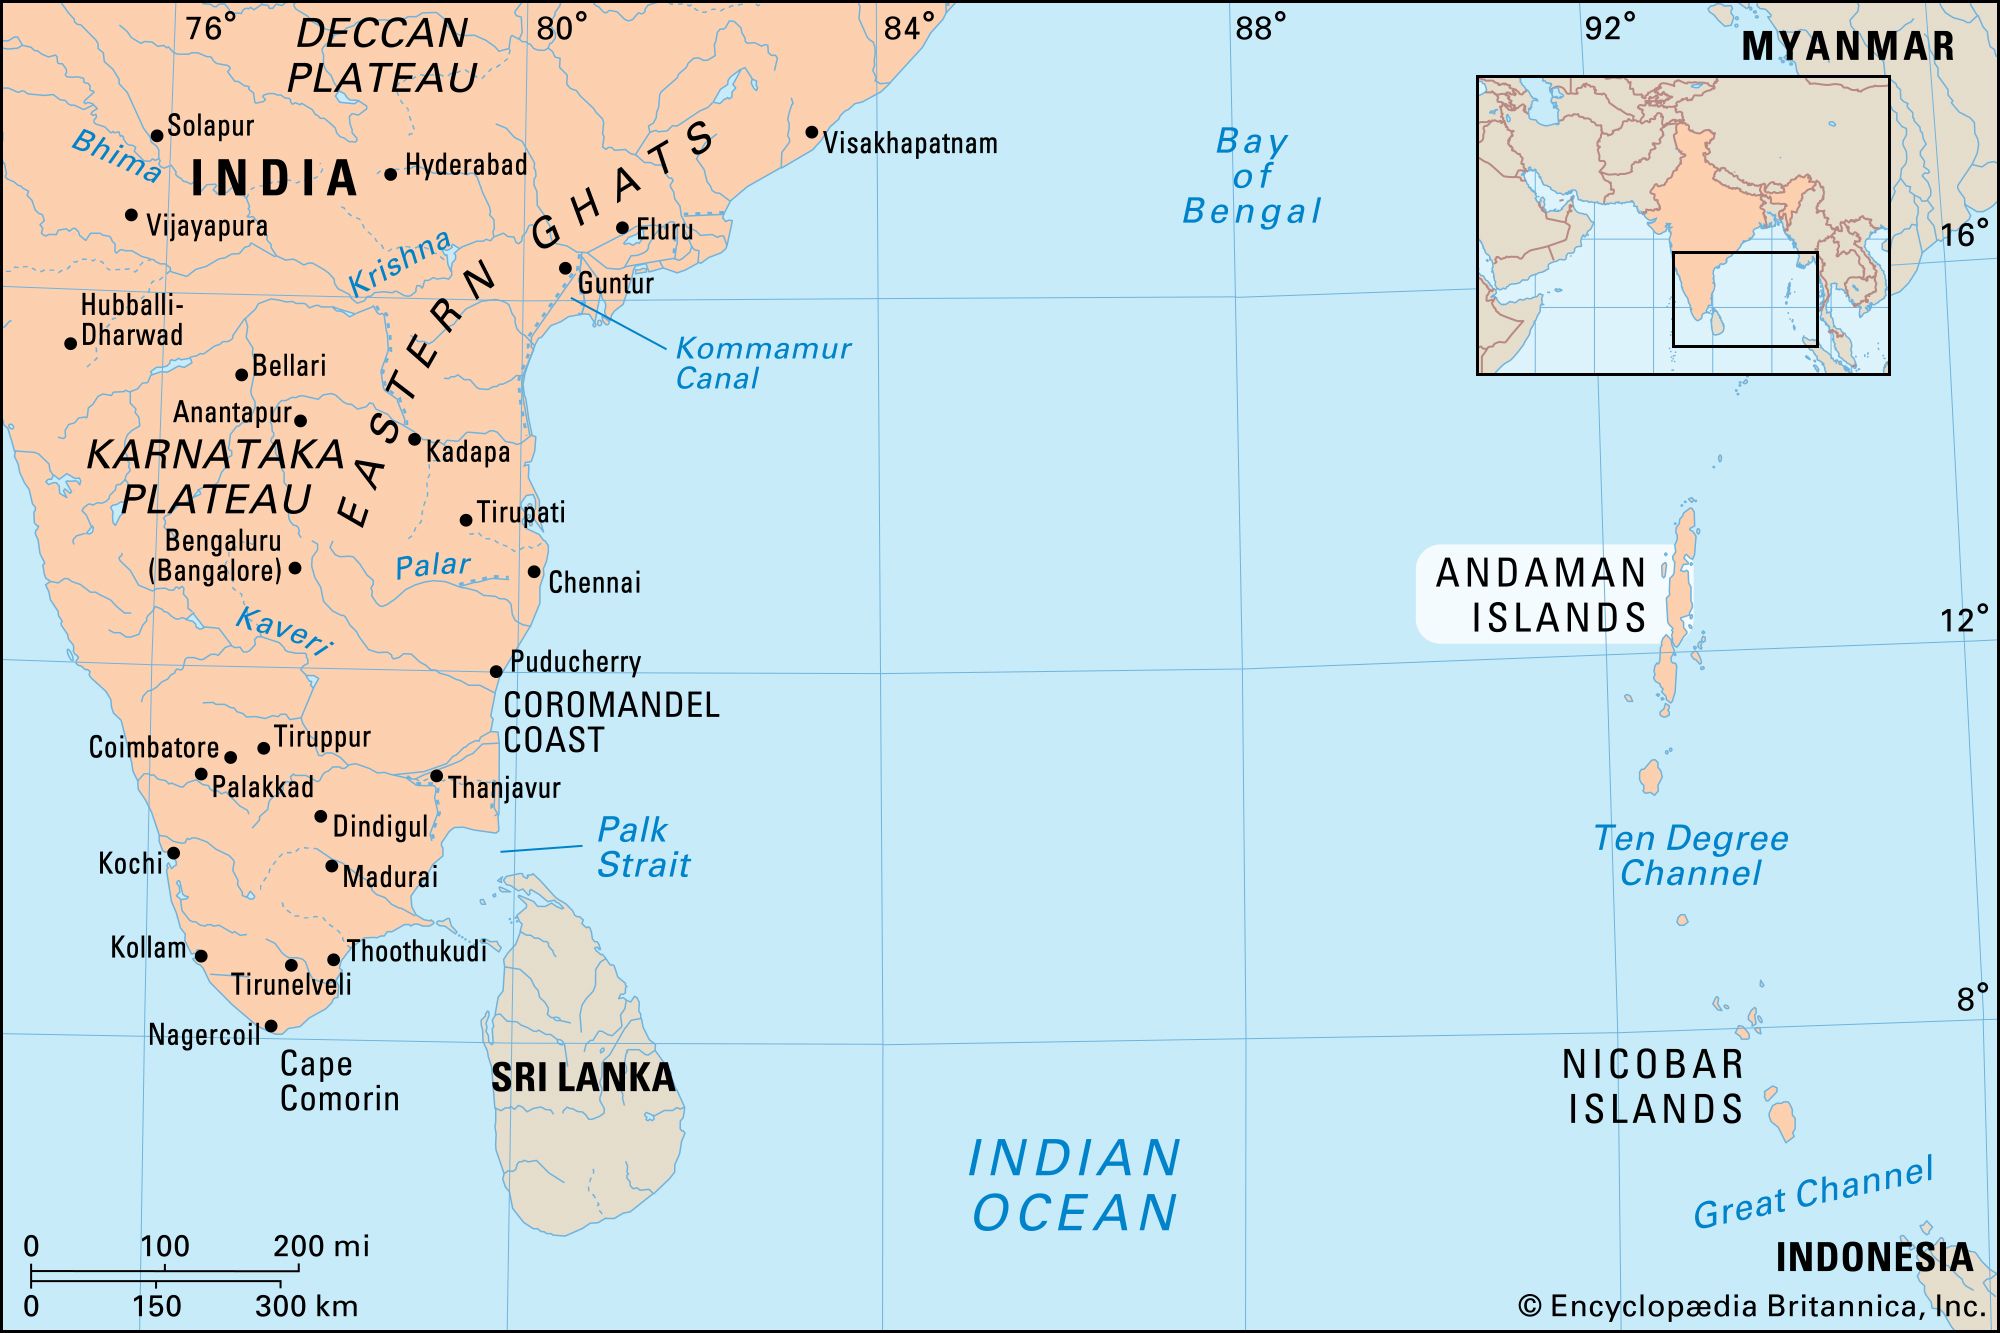 76°
DECCAN
PLATEAU
80°
84°
88°
92°
MYANMAR
Solapur
Bhima
INDIA
Hyderabad
Visakhapatnam
Bay
of
Bengal
Vijayapura
Krishna
EASTERN GHATS
Eluru
16°
Guntur
Hubballi-
Dharwad
Kommamur
Canal
Bellari
Anantapur
KARNATAKA
PLATEAU
Kadapa
Tirupati
Bengaluru
(Bangalore)
Palar
Chennai
ANDAMAN
ISLANDS
12°
Kaveri
Puducherry
COROMANDEL
COAST
Coimbatore
Tiruppur
Palakkad
Thanjavur
Dindigul
Palk
Strait
Ten Degree
Channel
Kochi
Madurai
Kollam
Thoothukudi
Tirunelveli
8°
Nagercoil
Cape
Comorin
SRI LANKA
NICOBAR
ISLANDS
INDIAN
OCEAN
Great Channel
INDONESIA
0 100 200 mi
0 150 300 km
© Encyclopædia Britannica, Inc.